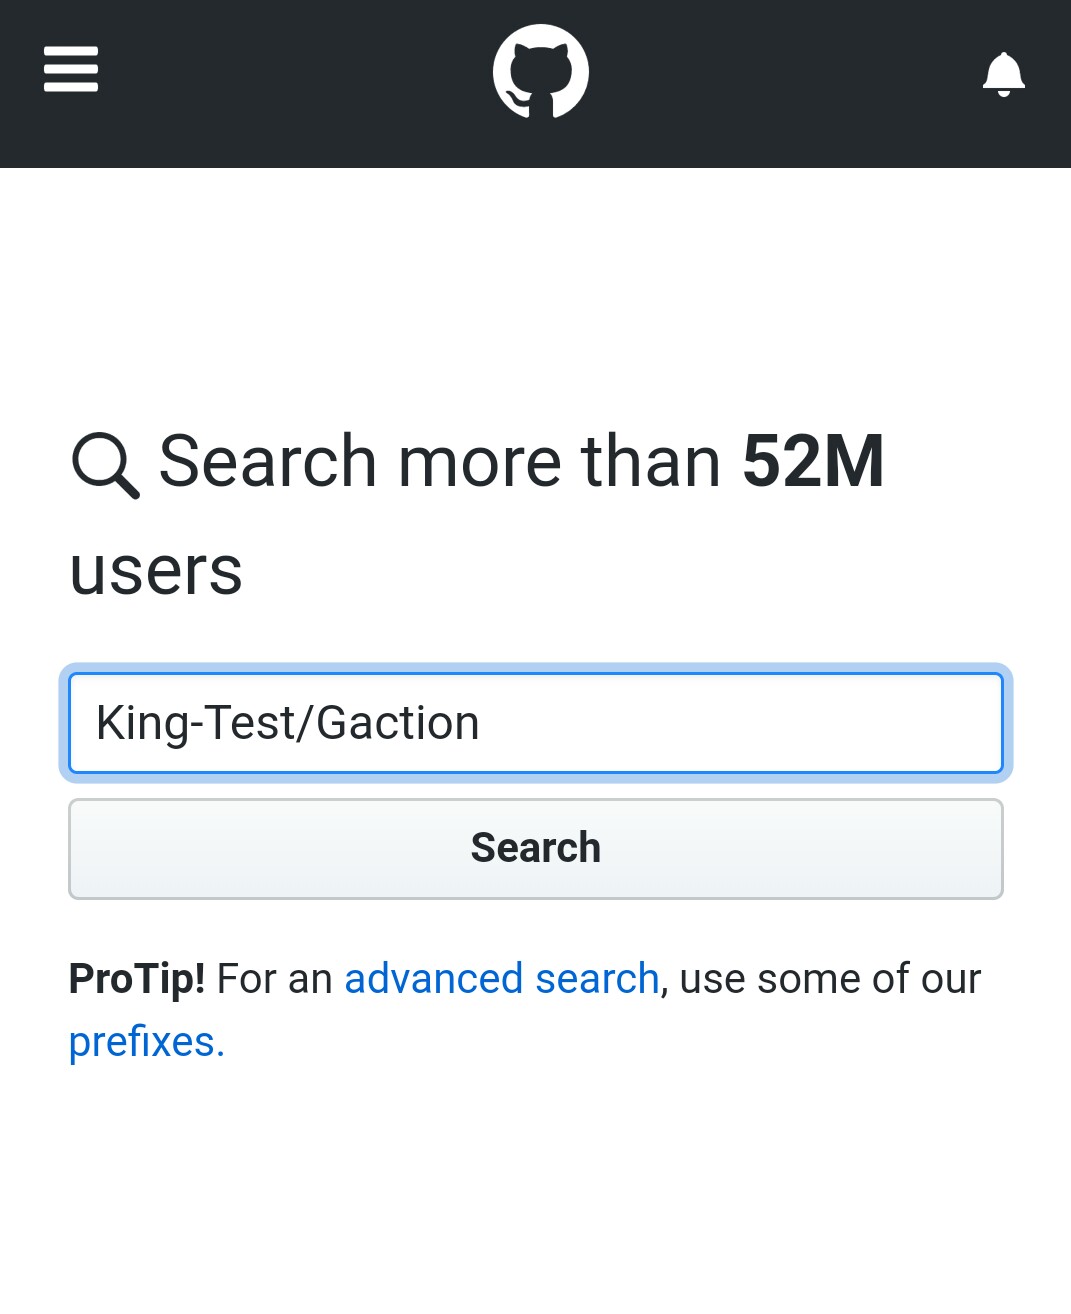 Search more than 52M
users
King-Test/Gaction
Search
ProTip! For an advanced search, use some of our
prefixes.